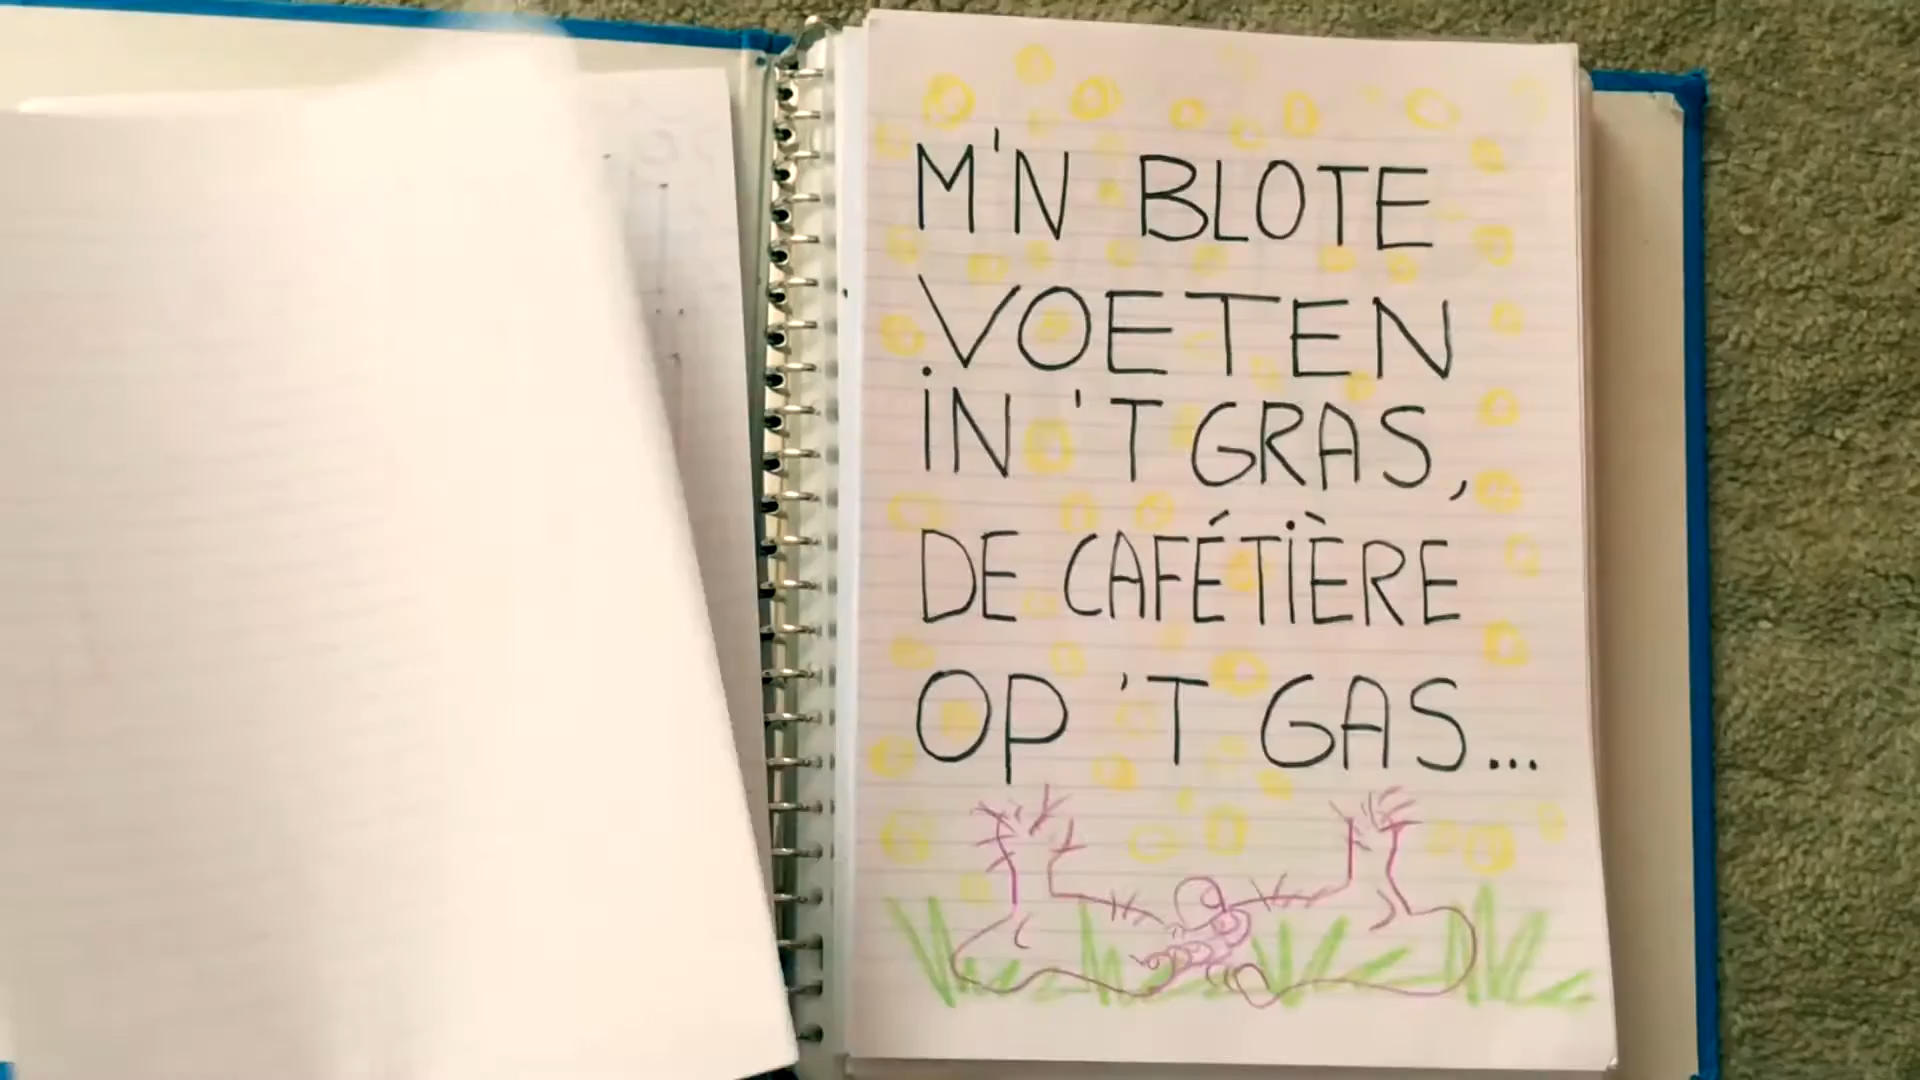 M'N BLOTE
VOETEN
iN 'T GRAS,
DE CAFÉTIÈRE
OP 'T GAS...